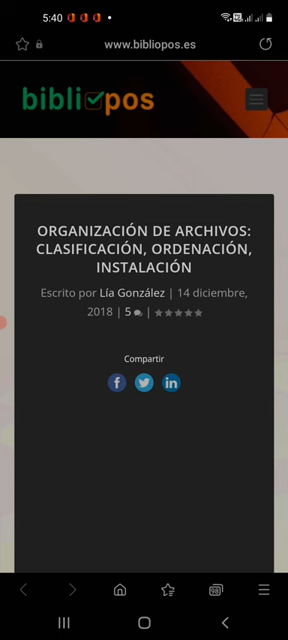 5:40
www.bibliopos.es
bibliopos
ORGANIZACIÓN DE ARCHIVOS:
CLASIFICACIÓN, ORDENACIÓN,
INSTALACIÓN
Escrito por Lía González | 14 diciembre,
2018 | 5 |
Compartir
98